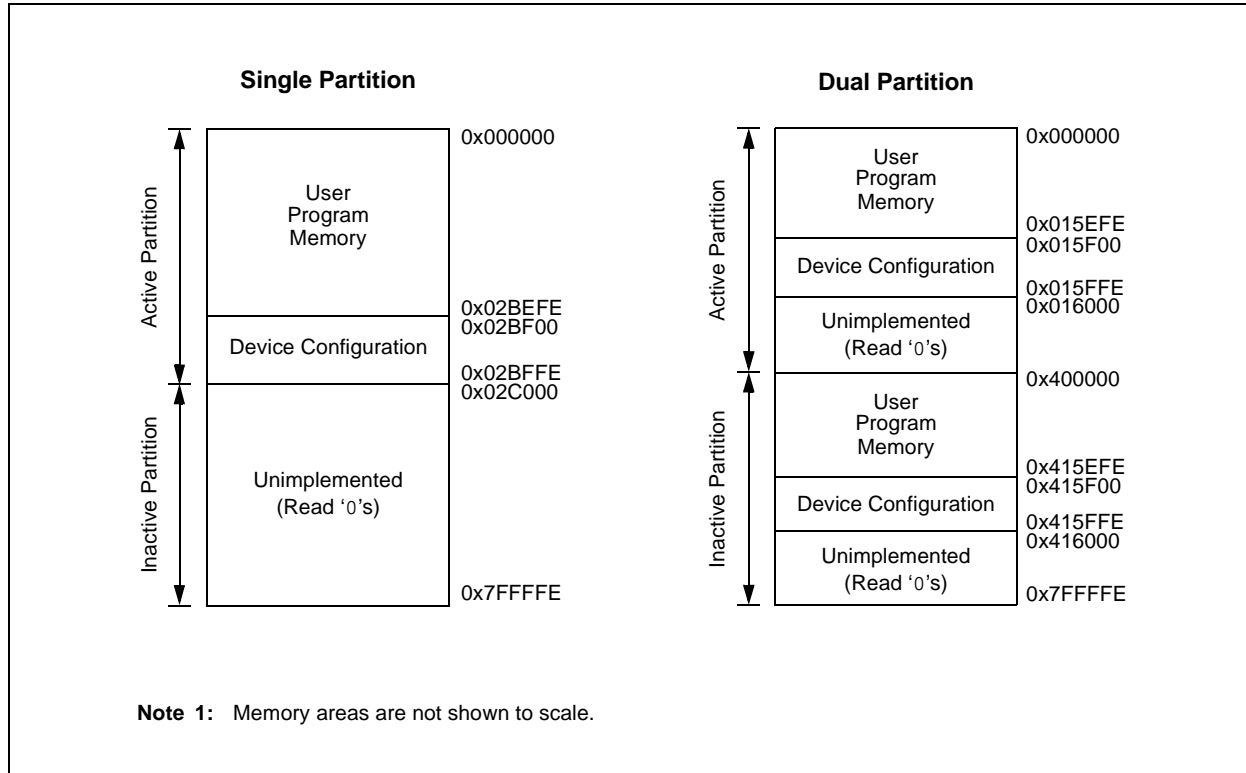 Single Partition
Active Partition
Inactive Partition
User
Program
Memory
Device Configuration
Unimplemented
(Read ‘0’s)
0x000000
0x02BEFE
0x02BF00
0x02BFFE
0x02C000
0x7FFFFE
Dual Partition
Active Partition
Inactive Partition
User
Program
Memory
Device Configuration
Unimplemented
(Read ‘0’s)
User
Program
Memory
Device Configuration
Unimplemented
(Read ‘0’s)
0x000000
0x015EFE
0x015F00
0x015FFE
0x016000
0x400000
0x415EFE
0x415F00
0x415FFE
0x416000
0x7FFFFE
Note 1: Memory areas are not shown to scale.